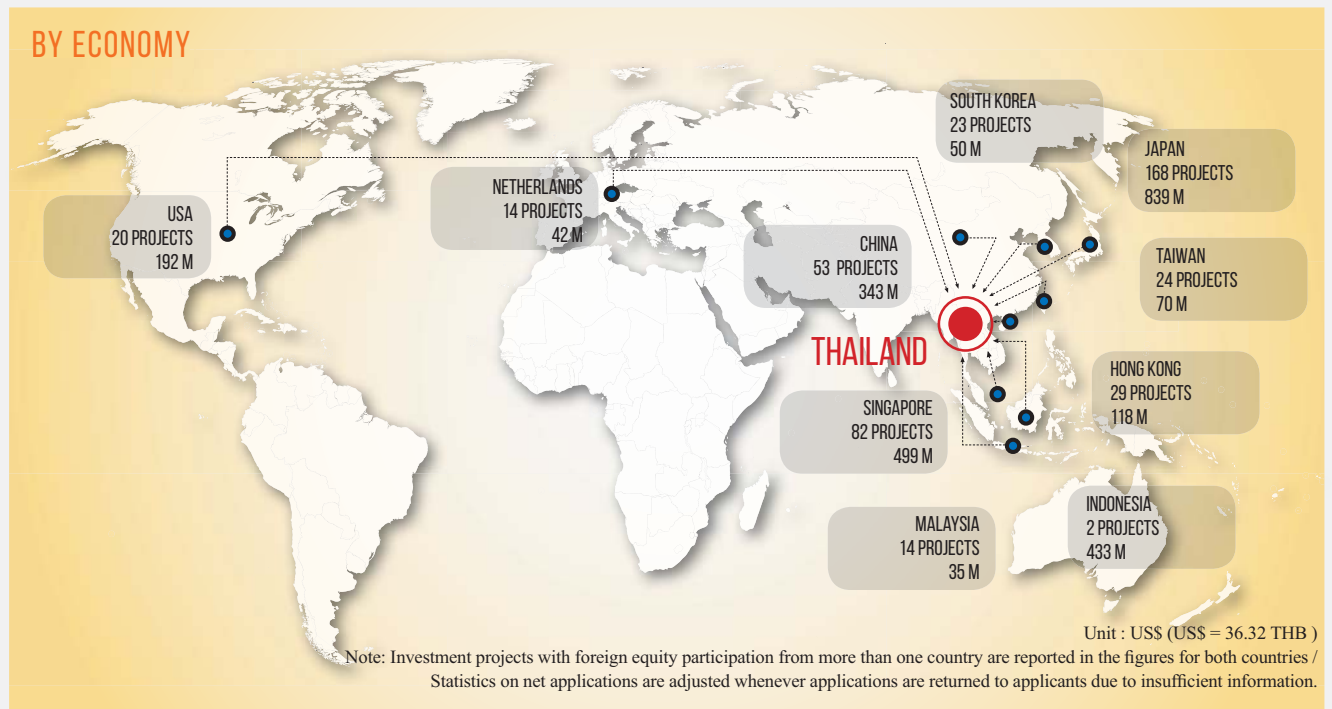 BY ECONOMY
SOUTH KOREA
23 PROJECTS
50 M
JAPAN
168 PROJECTS
839 M
NETHERLANDS
14 PROJECTS
42 M
USA
20 PROJECTS
192 M
CHINA
53 PROJECTS
343 M
TAIWAN
24 PROJECTS
70 M
THAILAND
HONG KONG
29 PROJECTS
118 M
SINGAPORE
82 PROJECTS
499 M
INDONESIA
2 PROJECTS
433 M
MALAYSIA
14 PROJECTS
35 M
Unit : US$ (US$ = 36.32 THB )
Note: Investment projects with foreign equity participation from more than one country are reported in the figures for both countries /
Statistics on net applications are adjusted whenever applications are returned to applicants due to insufficient information.